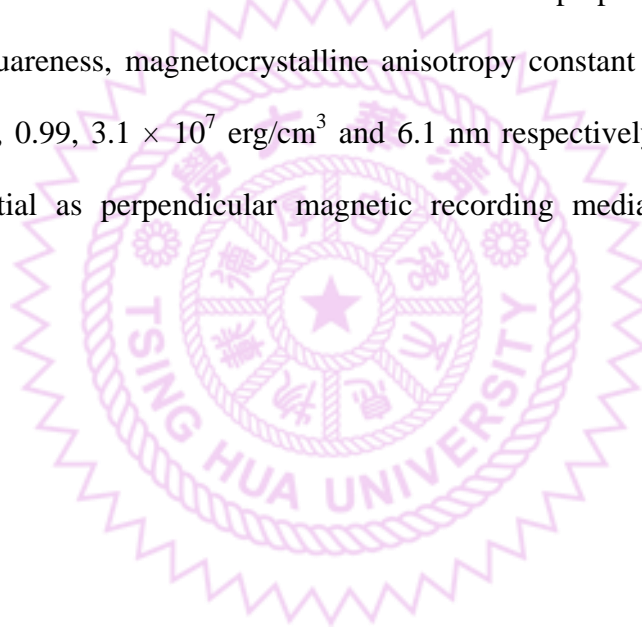 uareness, magnetocrystalline anisotropy constant
, 0.99, 3.1 × 10⁷ erg/cm³ and 6.1 nm respectively
tial as perpendicular magnetic recording media
TSING HUA UNIVERSITY